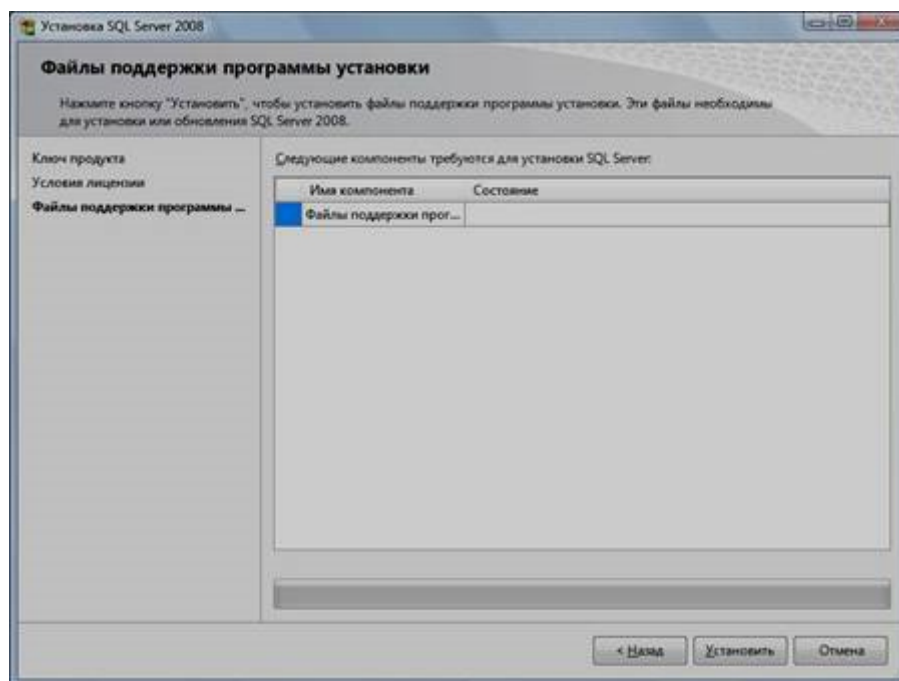 Установка SQL Server 2008
Файлы поддержки программы установки
Нажмите кнопку "Установить", чтобы установить файлы поддержки программы установки. Эти файлы необходимы
для установки или обновления SQL Server 2008.
Ключ продукта
Условия лицензии
Файлы поддержки программы ...
Следующие компоненты требуются для установки SQL Server:
Имя компонента Состояние
Файлы поддержки прог...
< Назад Установить Отмена